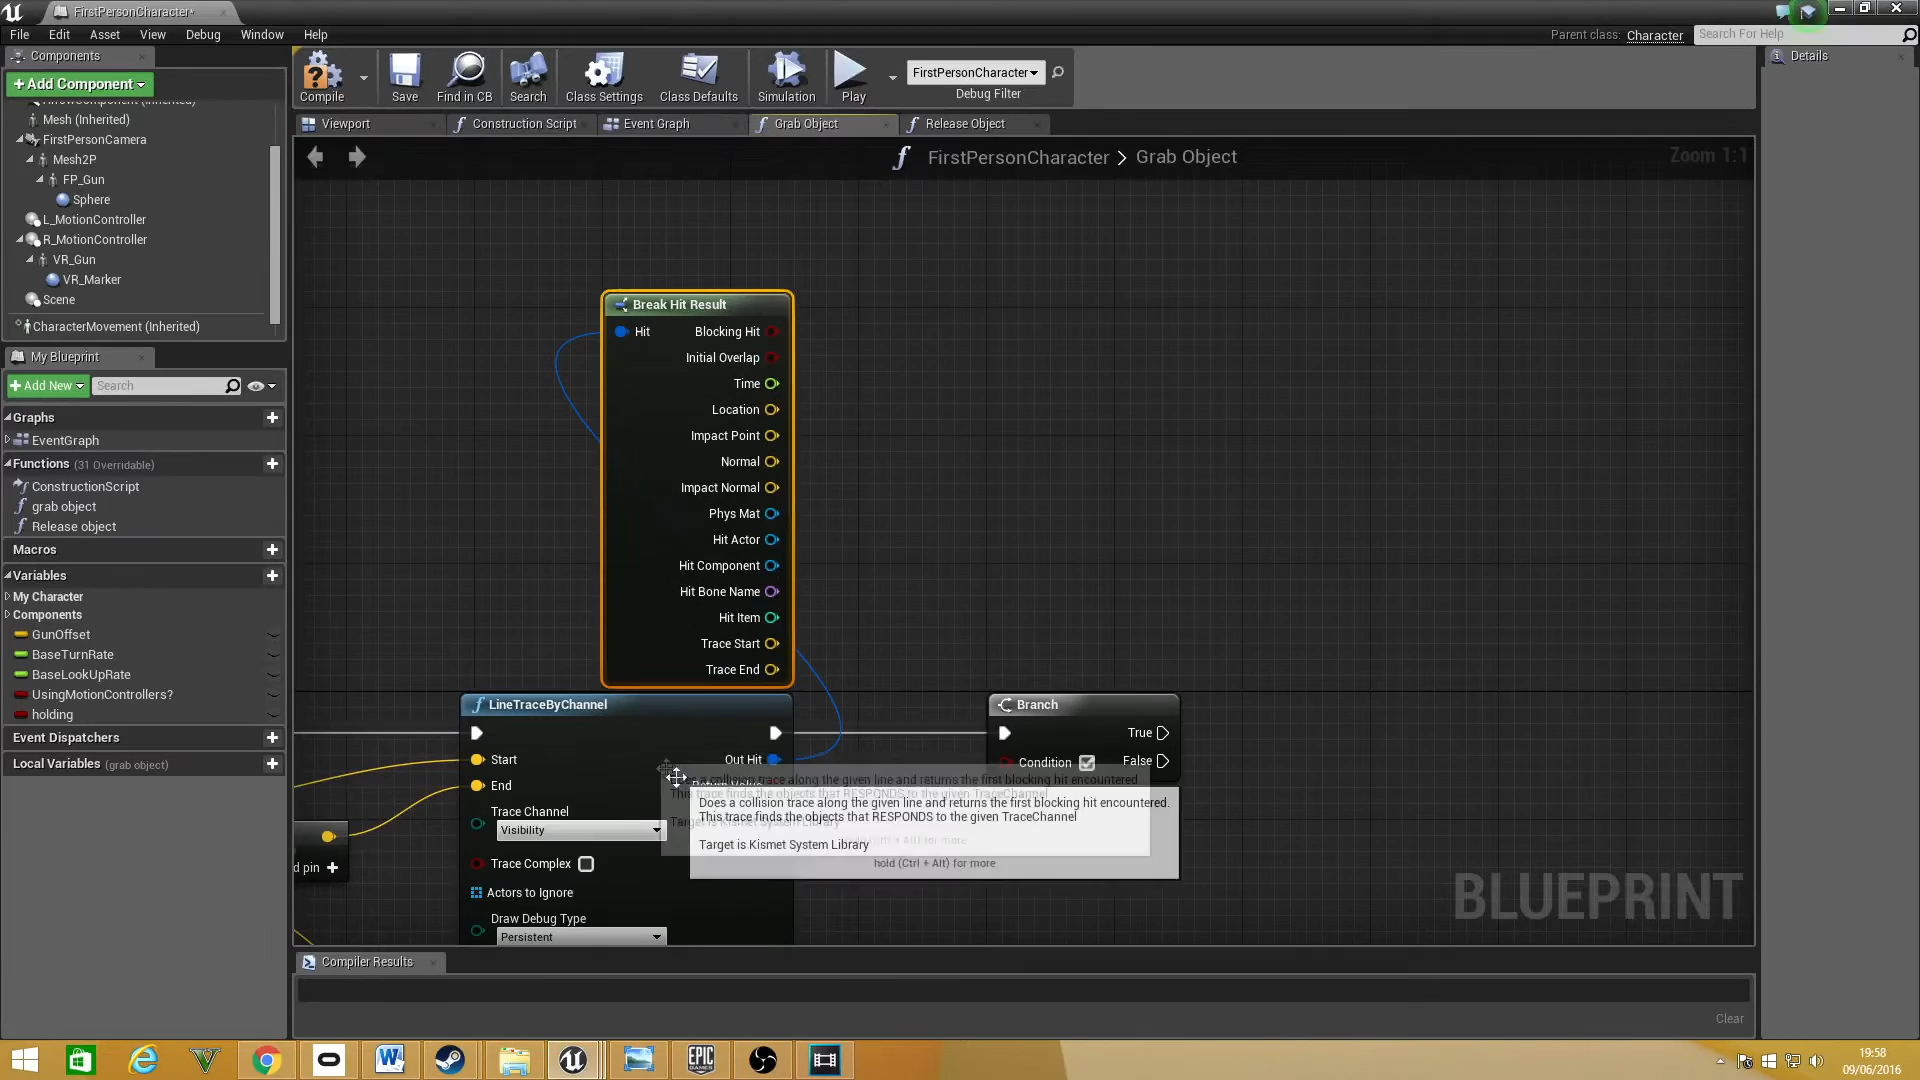 FirstPersonCharacter*
File Edit Asset View Debug Window Help
Parent class: Character
Search For Help
Components
+ Add Component
Mesh (Inherited)
FirstPersonCamera
Mesh2P
FP_Gun
Sphere
L_MotionController
R_MotionController
VR_Gun
VR_Marker
Scene
CharacterMovement (Inherited)
My Blueprint
+ Add New
Search
Graphs
EventGraph
Functions (31 Overridable)
ConstructionScript
grab object
Release object
Macros
Variables
My Character
Components
GunOffset
BaseTurnRate
BaseLookUpRate
UsingMotionControllers?
holding
Event Dispatchers
Local Variables (grab object)
Compile
Save
Find in CB
Search
Class Settings
Class Defaults
Simulation
Play
FirstPersonCharacter
Debug Filter
Viewport
Construction Script
Event Graph
Grab Object
Release Object
FirstPersonCharacter > Grab Object
Zoom 1:1
Break Hit Result
Hit
Blocking Hit
Initial Overlap
Time
Location
Impact Point
Normal
Impact Normal
Phys Mat
Hit Actor
Hit Component
Hit Bone Name
Hit Item
Trace Start
Trace End
LineTraceByChannel
Start
Out Hit
End
Trace Channel
Visibility
Trace Complex
Actors to Ignore
Draw Debug Type
Persistent
d pin +
Branch
True
Condition
False
Does a collision trace along the given line and returns the first blocking hit encountered.
This trace finds the objects that RESPONDS to the given TraceChannel
Target is Kismet System Library
hold (Ctrl + Alt) for more
BLUEPRINT
Compiler Results
Clear
Details
EPIC
GAMES
19:58
09/06/2016